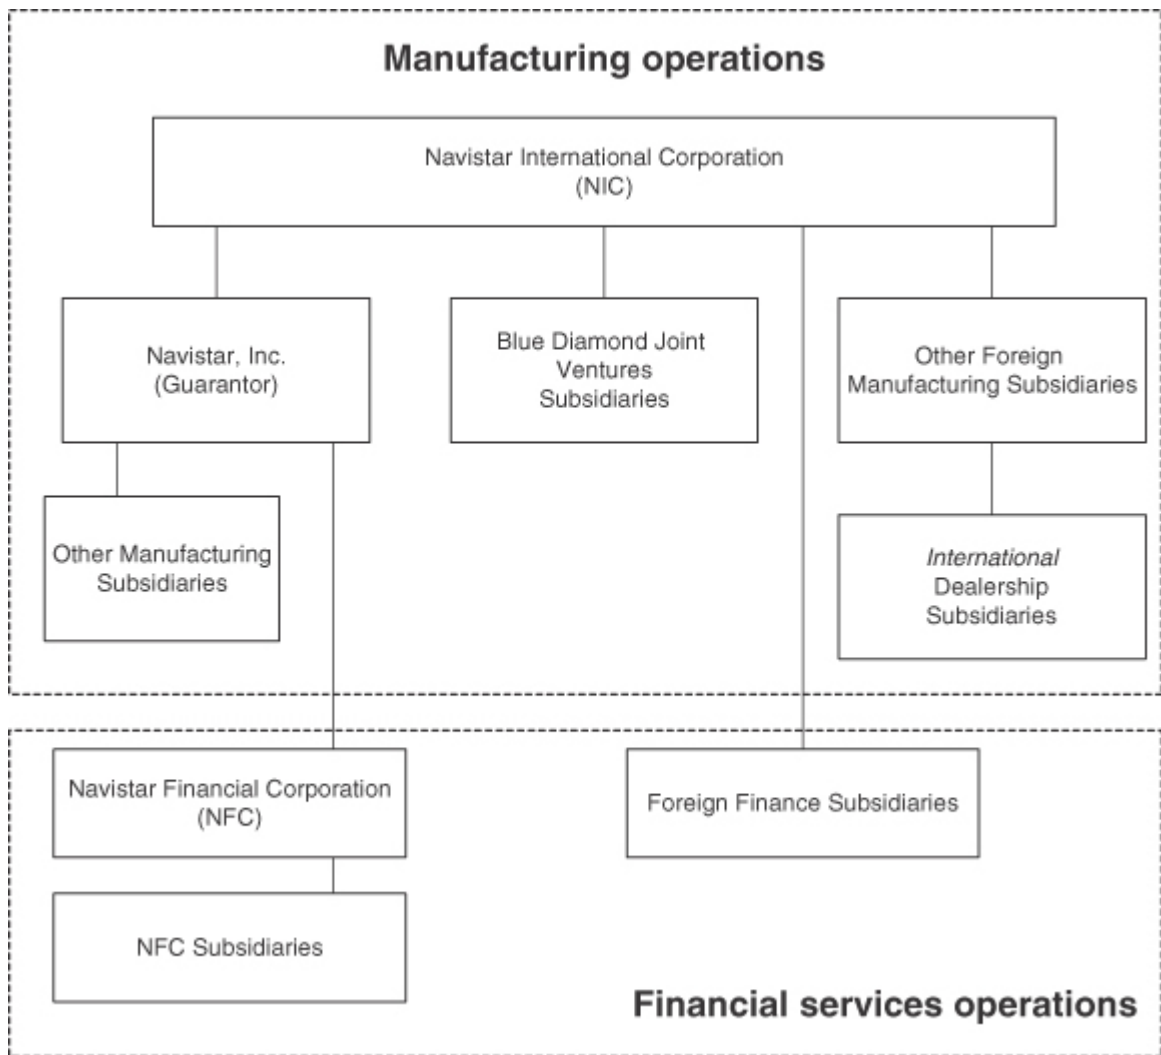 Manufacturing operations
Navistar International Corporation
(NIC)
Navistar, Inc.
(Guarantor)
Blue Diamond Joint
Ventures
Subsidiaries
Other Foreign
Manufacturing Subsidiaries
Other Manufacturing
Subsidiaries
International
Dealership
Subsidiaries
Navistar Financial Corporation
(NFC)
Foreign Finance Subsidiaries
NFC Subsidiaries
Financial services operations